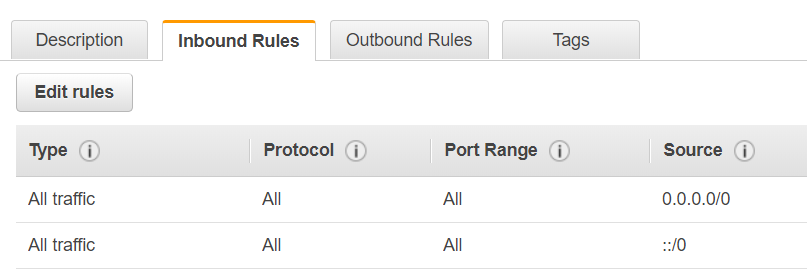 Description Inbound Rules Outbound Rules Tags
Edit rules
Type Protocol Port Range Source
All traffic All All 0.0.0.0/0
All traffic All All ::/0